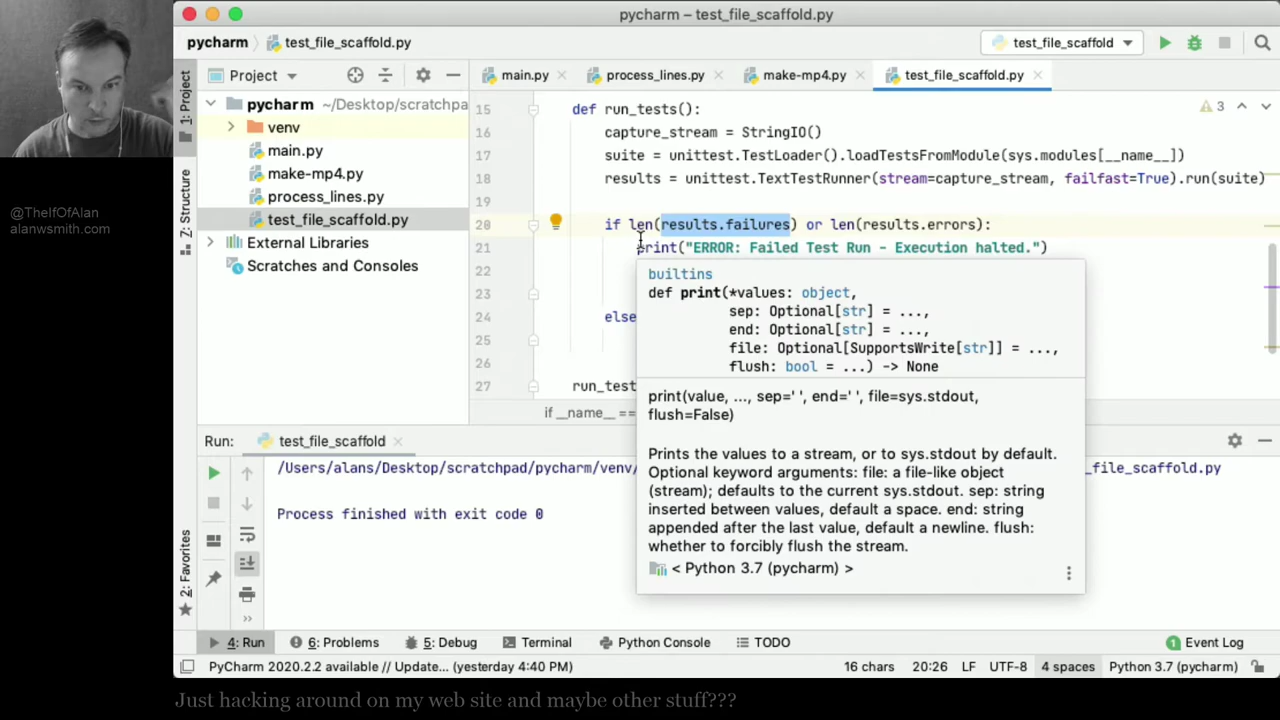 pycharm – test_file_scaffold.py
pycharm
test_file_scaffold.py
test_file_scaffold
1: Project
Project
main.py
process_lines.py
make-mp4.py
test_file_scaffold.py
pycharm ~/Desktop/scratchpa
venv
main.py
make-mp4.py
process_lines.py
test_file_scaffold.py
External Libraries
Scratches and Consoles
Z: Structure
3
15 def run_tests():
16 capture_stream = StringIO()
17 suite = unittest.TestLoader().loadTestsFromModule(sys.modules[__name__])
18 results = unittest.TextTestRunner(stream=capture_stream, failfast=True).run(suite)
19
20 if len(results.failures) or len(results.errors):
21 print("ERROR: Failed Test Run – Execution halted.")
22
23
24 else
25
26
27 run_test
if __name__ ==
builtins
def print(*values: object,
sep: Optional[str] = ...,
end: Optional[str] = ...,
file: Optional[SupportsWrite[str]] = ...,
flush: bool = ...) -> None
print(value, ..., sep=' ', end=' ', file=sys.stdout,
flush=False)
Prints the values to a stream, or to sys.stdout by default.
Optional keyword arguments: file: a file-like object
(stream); defaults to the current sys.stdout. sep: string
inserted between values, default a space. end: string
appended after the last value, default a newline. flush:
whether to forcibly flush the stream.
< Python 3.7 (pycharm) >
Run:
test_file_scaffold
/Users/alans/Desktop/scratchpad/pycharm/venv/
_file_scaffold.py
Process finished with exit code 0
2: Favorites
4: Run
6: Problems
5: Debug
Terminal
Python Console
TODO
1 Event Log
PyCharm 2020.2.2 available // Update... (yesterday 4:40 PM)
16 chars
20:26
LF
UTF-8
4 spaces
Python 3.7 (pycharm)
@TheIfOfAlan
alanwsmith.com
Just hacking around on my web site and maybe other stuff???